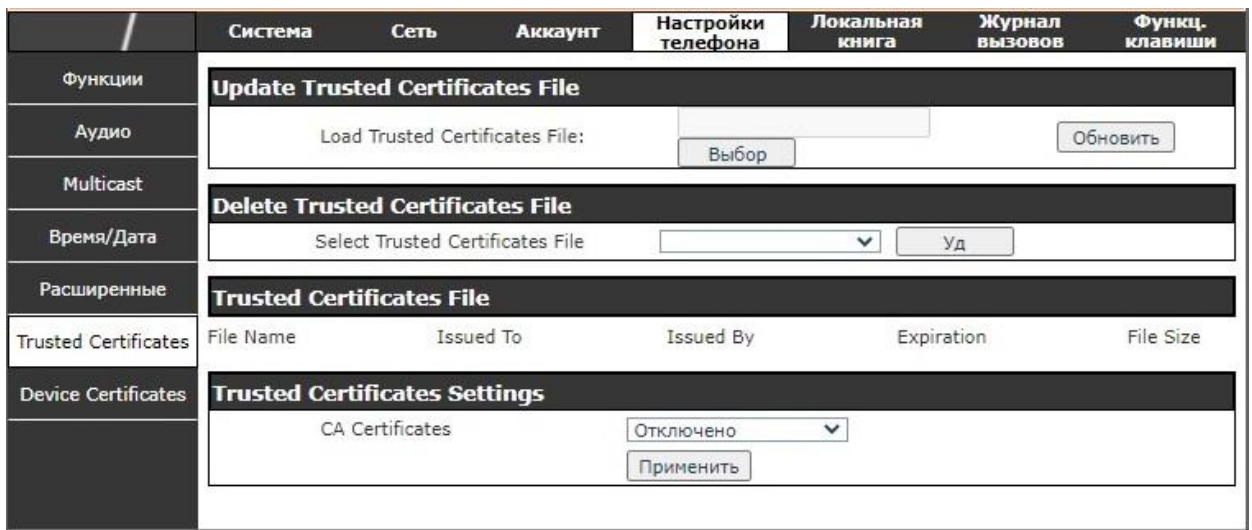 Система
Сеть
Аккаунт
Настройки
телефона
Локальная
книга
Журнал
вызовов
Функц.
клавиши
Функции
Аудио
Multicast
Время/Дата
Расширенные
Trusted Certificates
Device Certificates
Update Trusted Certificates File
Load Trusted Certificates File:
Выбор
Обновить
Delete Trusted Certificates File
Select Trusted Certificates File
Уд
Trusted Certificates File
File Name
Issued To
Issued By
Expiration
File Size
Trusted Certificates Settings
CA Certificates
Отключено
Применить